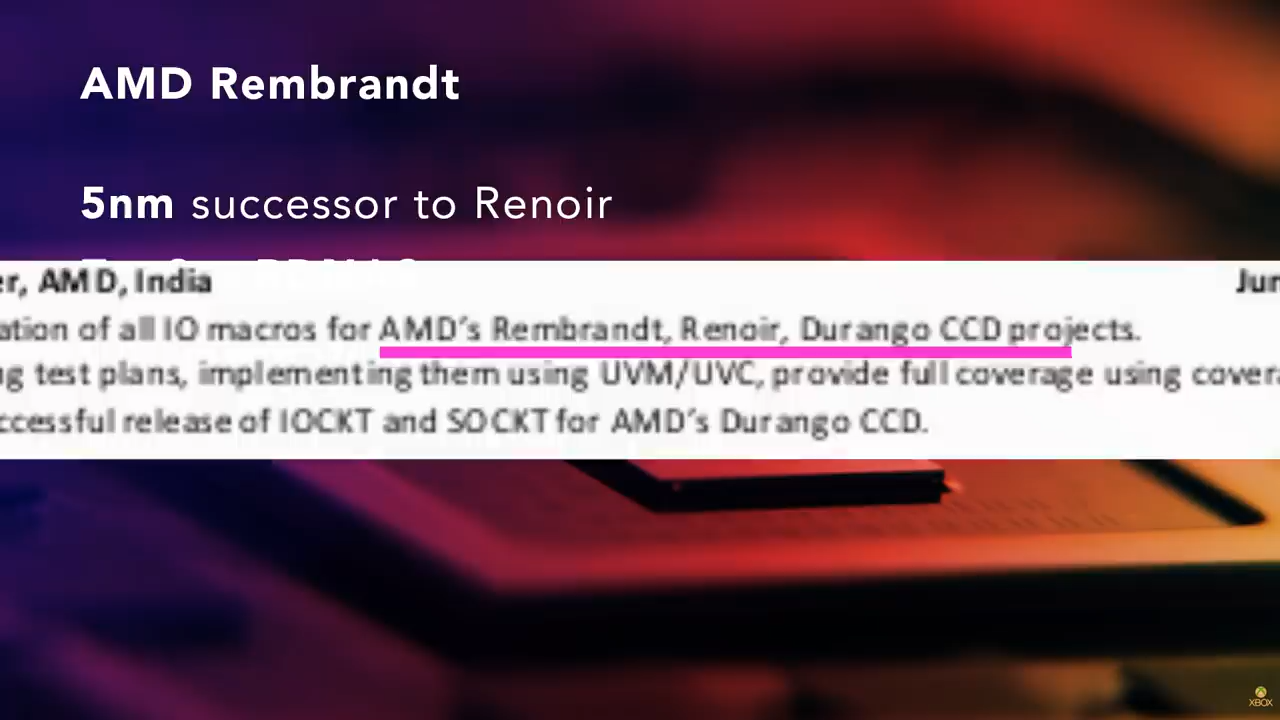 AMD Rembrandt
5nm successor to Renoir
er, AMD, India Jun
ation of all IO macros for AMD's Rembrandt, Renoir, Durango CCD projects.
ng test plans, implementing them using UVM/UVC, provide full coverage using covera
ccessful release of IOCKT and SOCKT for AMD's Durango CCD.
XBOX